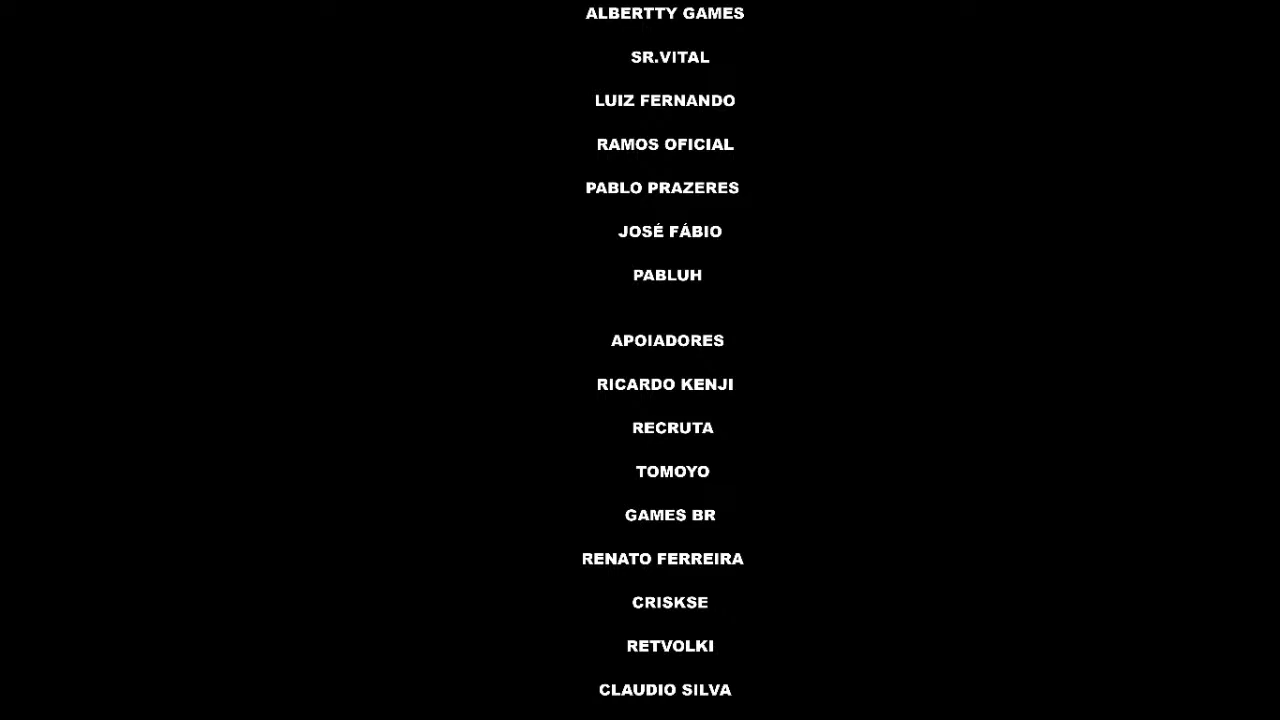 ALBERTTY GAMES
SR.VITAL
LUIZ FERNANDO
RAMOS OFICIAL
PABLO PRAZERES
JOSÉ FÁBIO
PABLUH
APOIADORES
RICARDO KENJI
RECRUTA
TOMOYO
GAMES BR
RENATO FERREIRA
CRISKSE
RETVOLKI
CLAUDIO SILVA